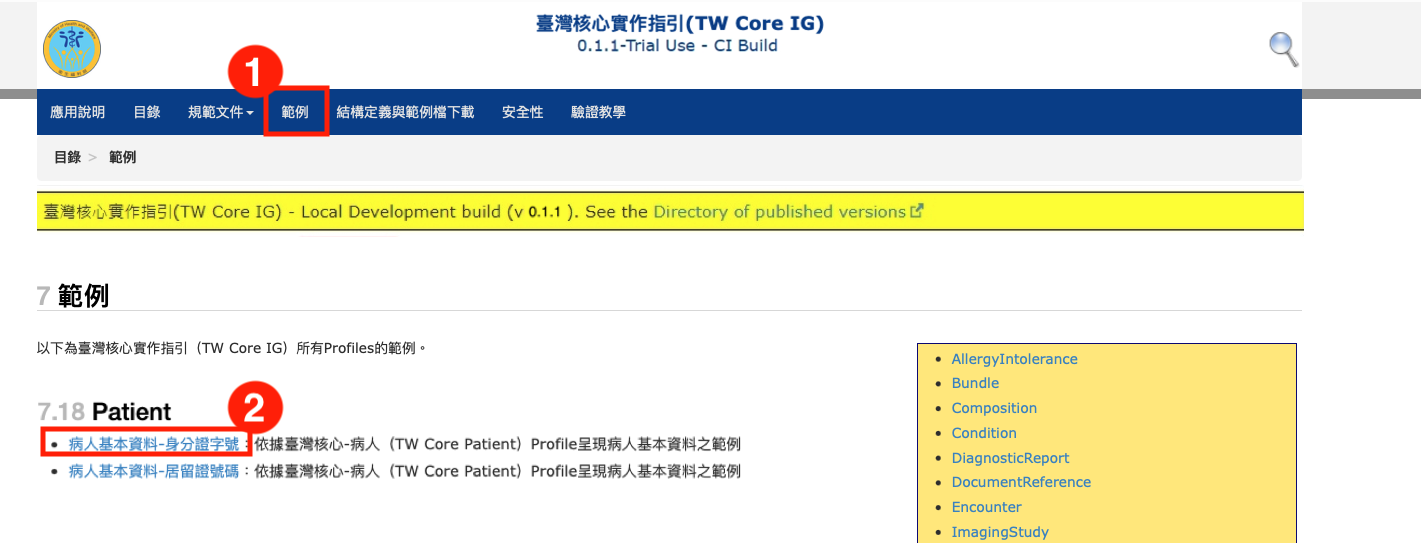 臺灣核心實作指引(TW Core IG)
0.1.1-Trial Use - CI Build
1
應用說明 目錄 規範文件 範例 結構定義與範例檔下載 安全性 驗證教學
目錄 > 範例
臺灣核心實作指引(TW Core IG) - Local Development build (v 0.1.1 ). See the Directory of published versions
7 範例
以下為臺灣核心實作指引（TW Core IG）所有Profiles的範例。
7.18 Patient
2
• 病人基本資料-身分證字號：依據臺灣核心-病人（TW Core Patient）Profile呈現病人基本資料之範例
• 病人基本資料-居留證號碼：依據臺灣核心-病人（TW Core Patient）Profile呈現病人基本資料之範例
• AllergyIntolerance
• Bundle
• Composition
• Condition
• DiagnosticReport
• DocumentReference
• Encounter
• ImagingStudy